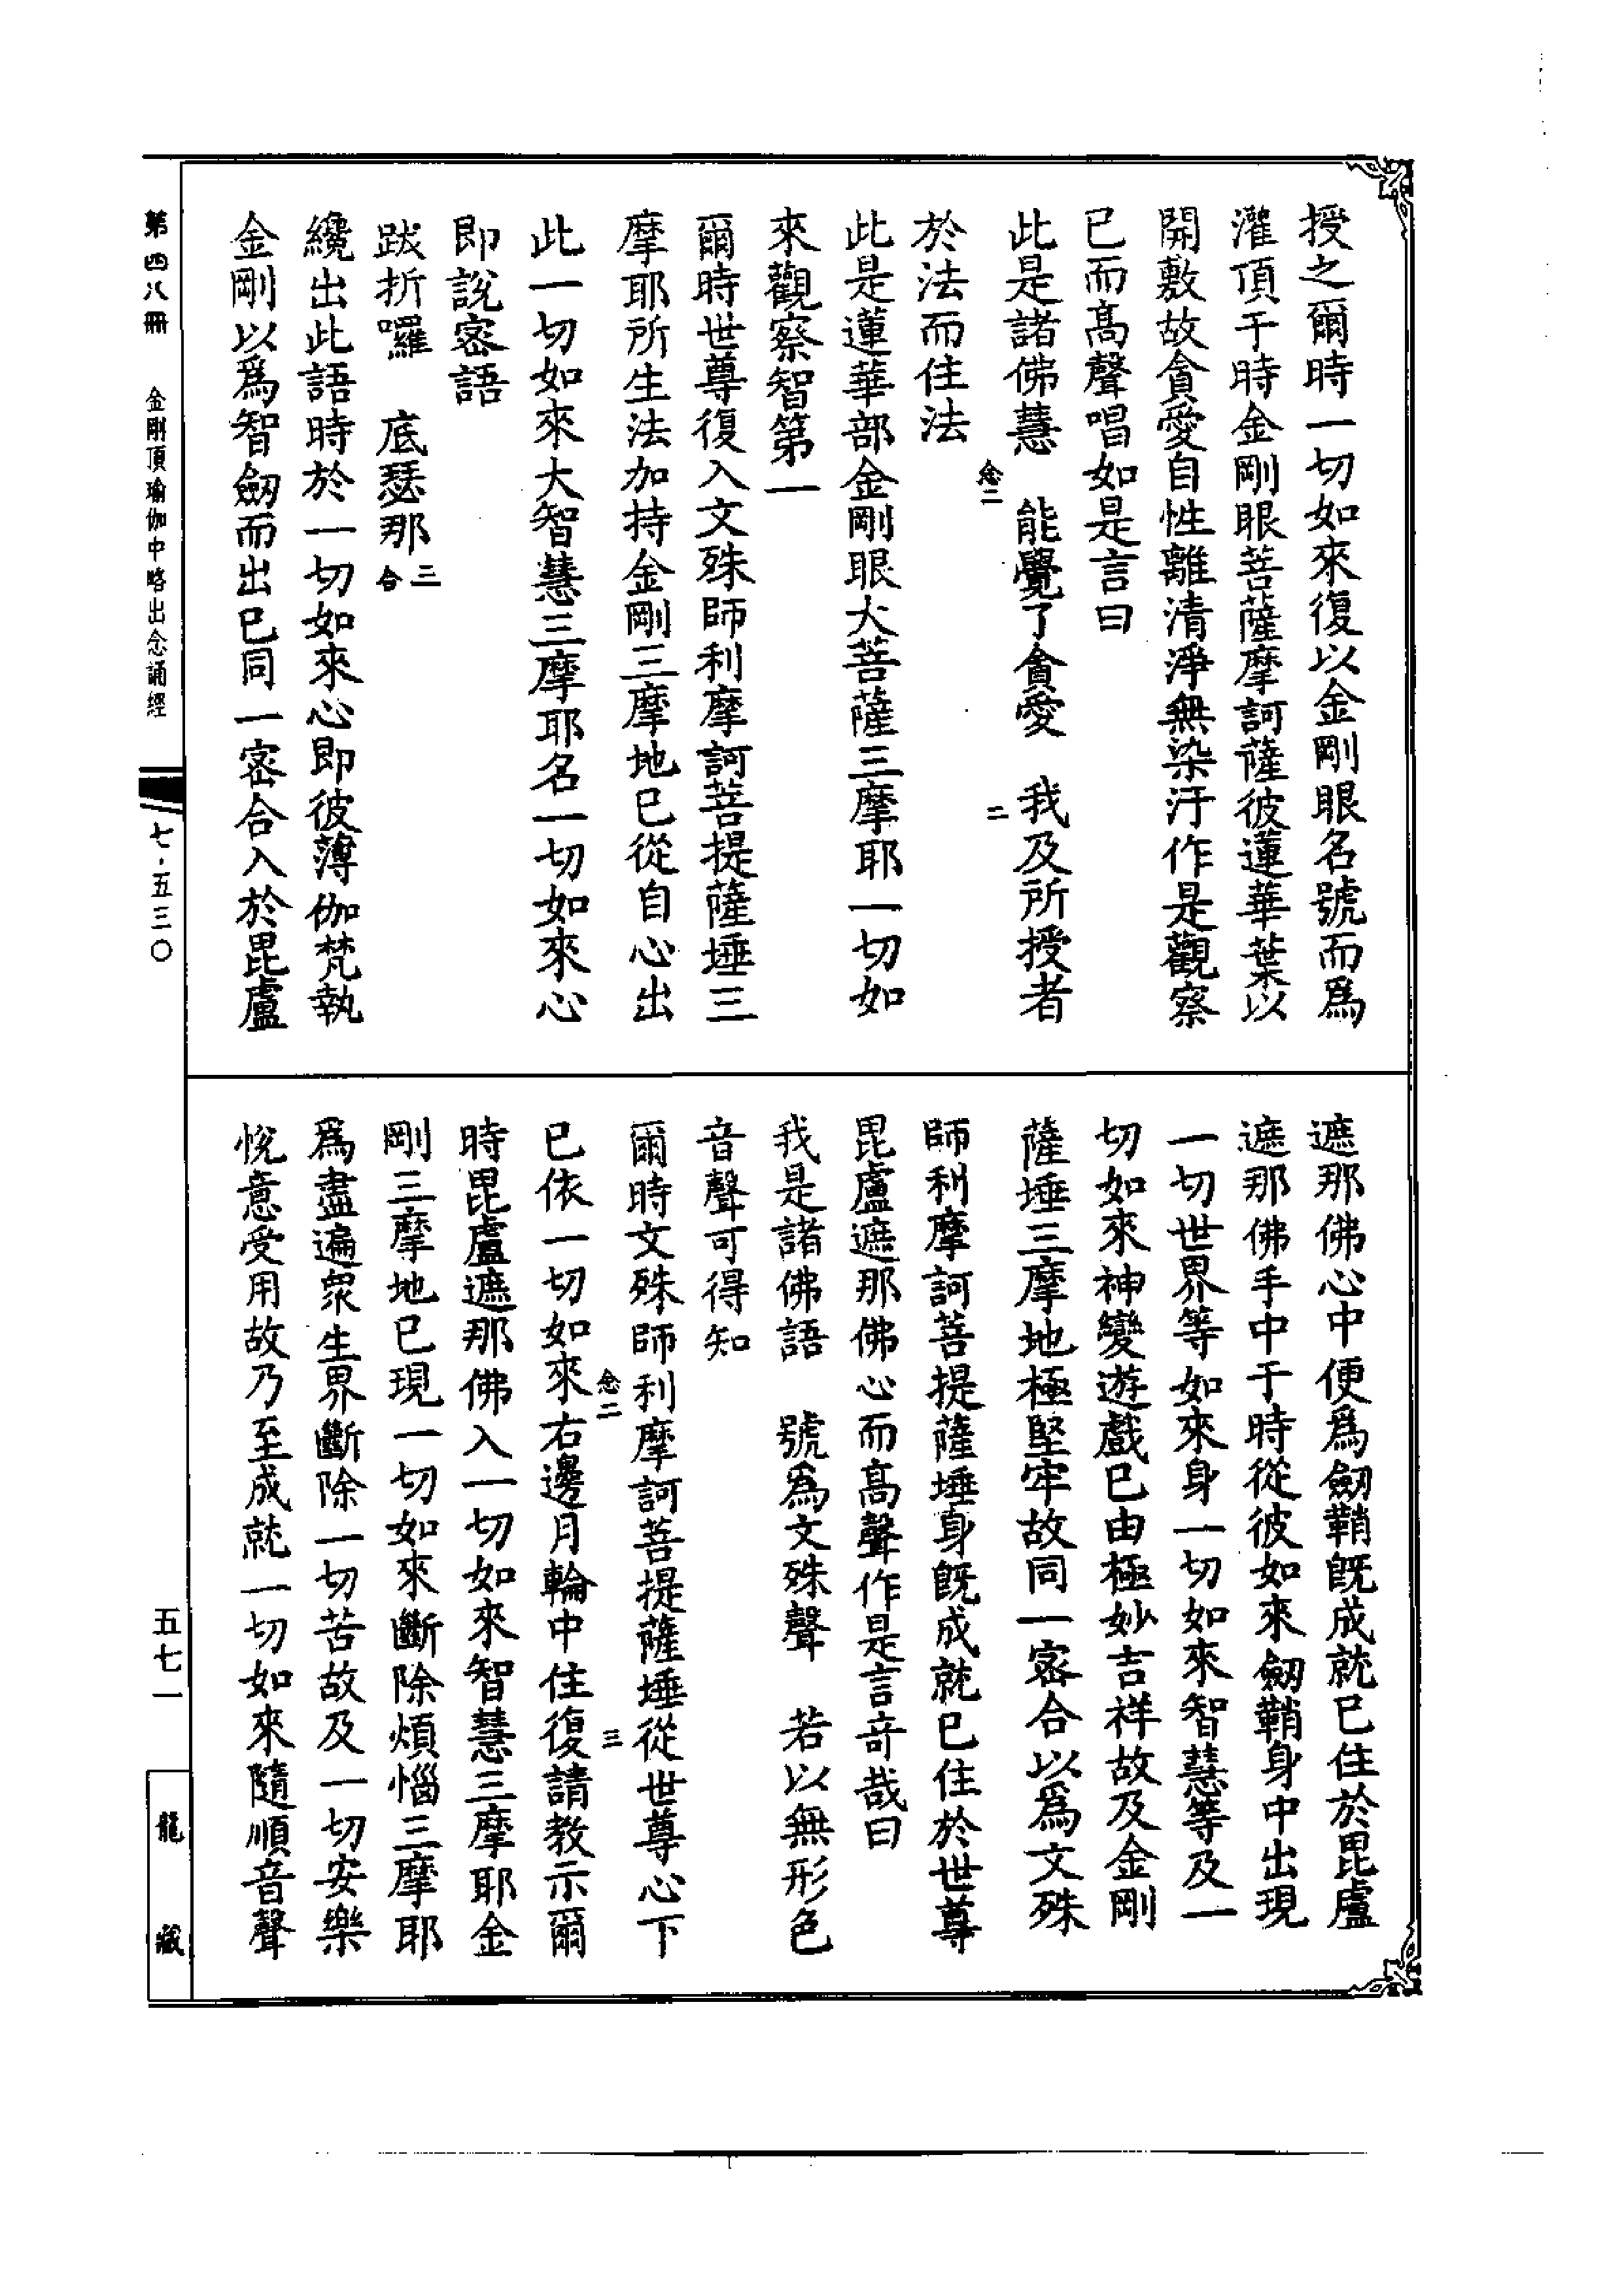 授之爾時一切如來復以金剛眼名號而爲
灌頂于時金剛眼菩薩摩訶薩彼蓮華葉以
開敷故貪愛自性離清淨無染汙作是觀察
已而髙聲唱如是言曰
此是諸佛慧　能覺了貪愛　我及所授者
念二　二
於法而住法
此是蓮華部金剛眼大菩薩三摩耶一切如
來觀察智第一
爾時世尊復入文殊師利摩訶菩提薩埵三
摩耶所生法加持金剛三摩地已從自心出
此一切如來大智慧三摩耶名一切如來心
即說密語
跋折囉　底瑟那三合
纔出此語時於一切如來心即彼薄伽梵執
金剛以爲智劒而出已同一密合入於毘盧
遮那佛心中便爲劒鞘既成就已住於毘盧
遮那佛手中于時從彼如來劒鞘身中出現
一切世界等如來身一切如來智慧等及一
切如來神變遊戲已由極妙吉祥故及金剛
薩埵三摩地極堅牢故同一密合以爲文殊
師利摩訶菩提薩埵身既成就已住於世尊
毘盧遮那佛心而髙聲作是言竒哉曰
我是諸佛語　號爲文殊聲　若以無形色
音聲可得知
爾時文殊師利摩訶菩提薩埵從世尊心下
念二　三
已依一切如來右邊月輪中住復請教示爾
時毘盧遮那佛入一切如來智慧三摩耶金
剛三摩地已現一切如來斷除煩惱三摩耶
爲盡遍衆生界斷除一切苦故及一切安樂
悅意受用故乃至成就一切如來隨順音聲
第四八冊　金剛頂瑜伽中略出念誦經　七·五三〇　五七一　龍藏